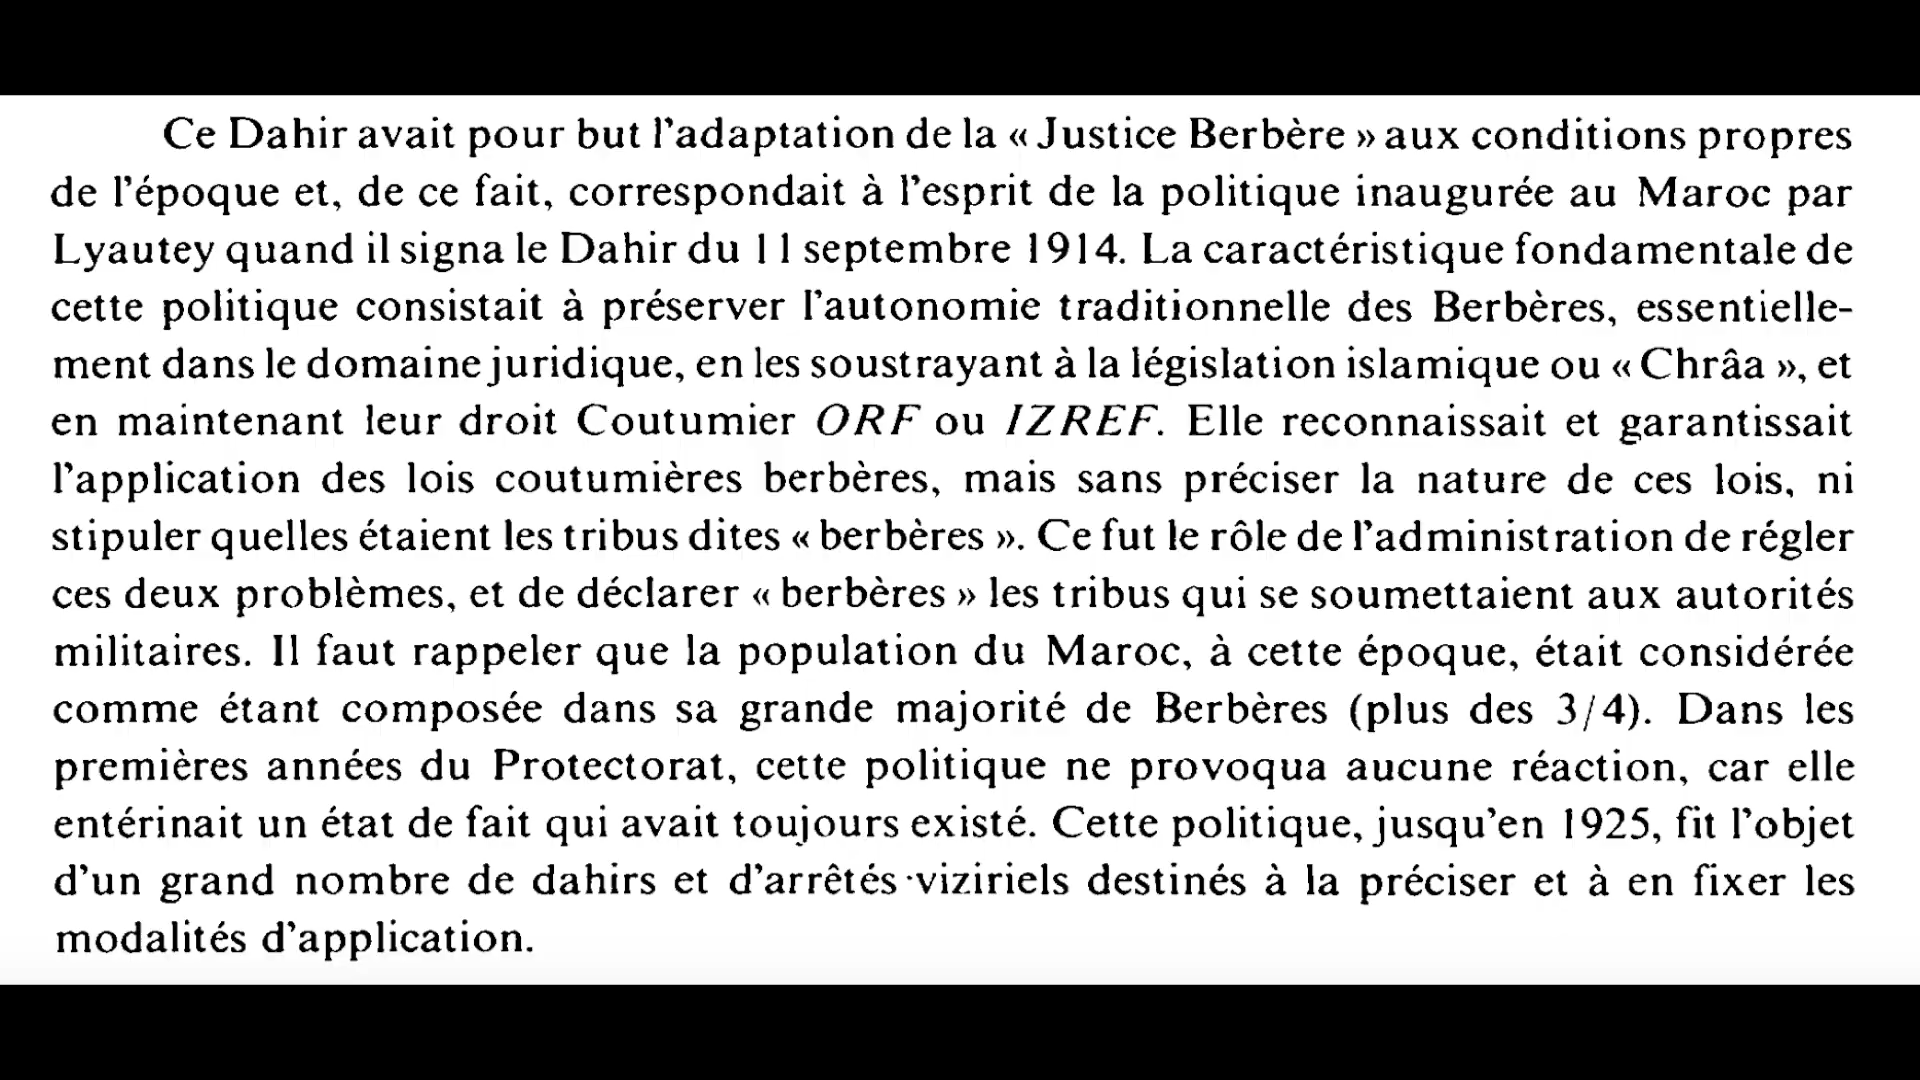 Ce Dahir avait pour but l'adaptation de la « Justice Berbère » aux conditions propres
de l'époque et, de ce fait, correspondait à l'esprit de la politique inaugurée au Maroc par
Lyautey quand il signa le Dahir du 11 septembre 1914. La caractéristique fondamentale de
cette politique consistait à préserver l'autonomie traditionnelle des Berbères, essentielle-
ment dans le domaine juridique, en les soustrayant à la législation islamique ou « Chrâa », et
en maintenant leur droit Coutumier ORF ou IZREF. Elle reconnaissait et garantissait
l'application des lois coutumières berbères, mais sans préciser la nature de ces lois, ni
stipuler quelles étaient les tribus dites « berbères ». Ce fut le rôle de l'administration de régler
ces deux problèmes, et de déclarer « berbères » les tribus qui se soumettaient aux autorités
militaires. Il faut rappeler que la population du Maroc, à cette époque, était considérée
comme étant composée dans sa grande majorité de Berbères (plus des 3/4). Dans les
premières années du Protectorat, cette politique ne provoqua aucune réaction, car elle
entérinait un état de fait qui avait toujours existé. Cette politique, jusqu'en 1925, fit l'objet
d'un grand nombre de dahirs et d'arrêtés viziriels destinés à la préciser et à en fixer les
modalités d'application.